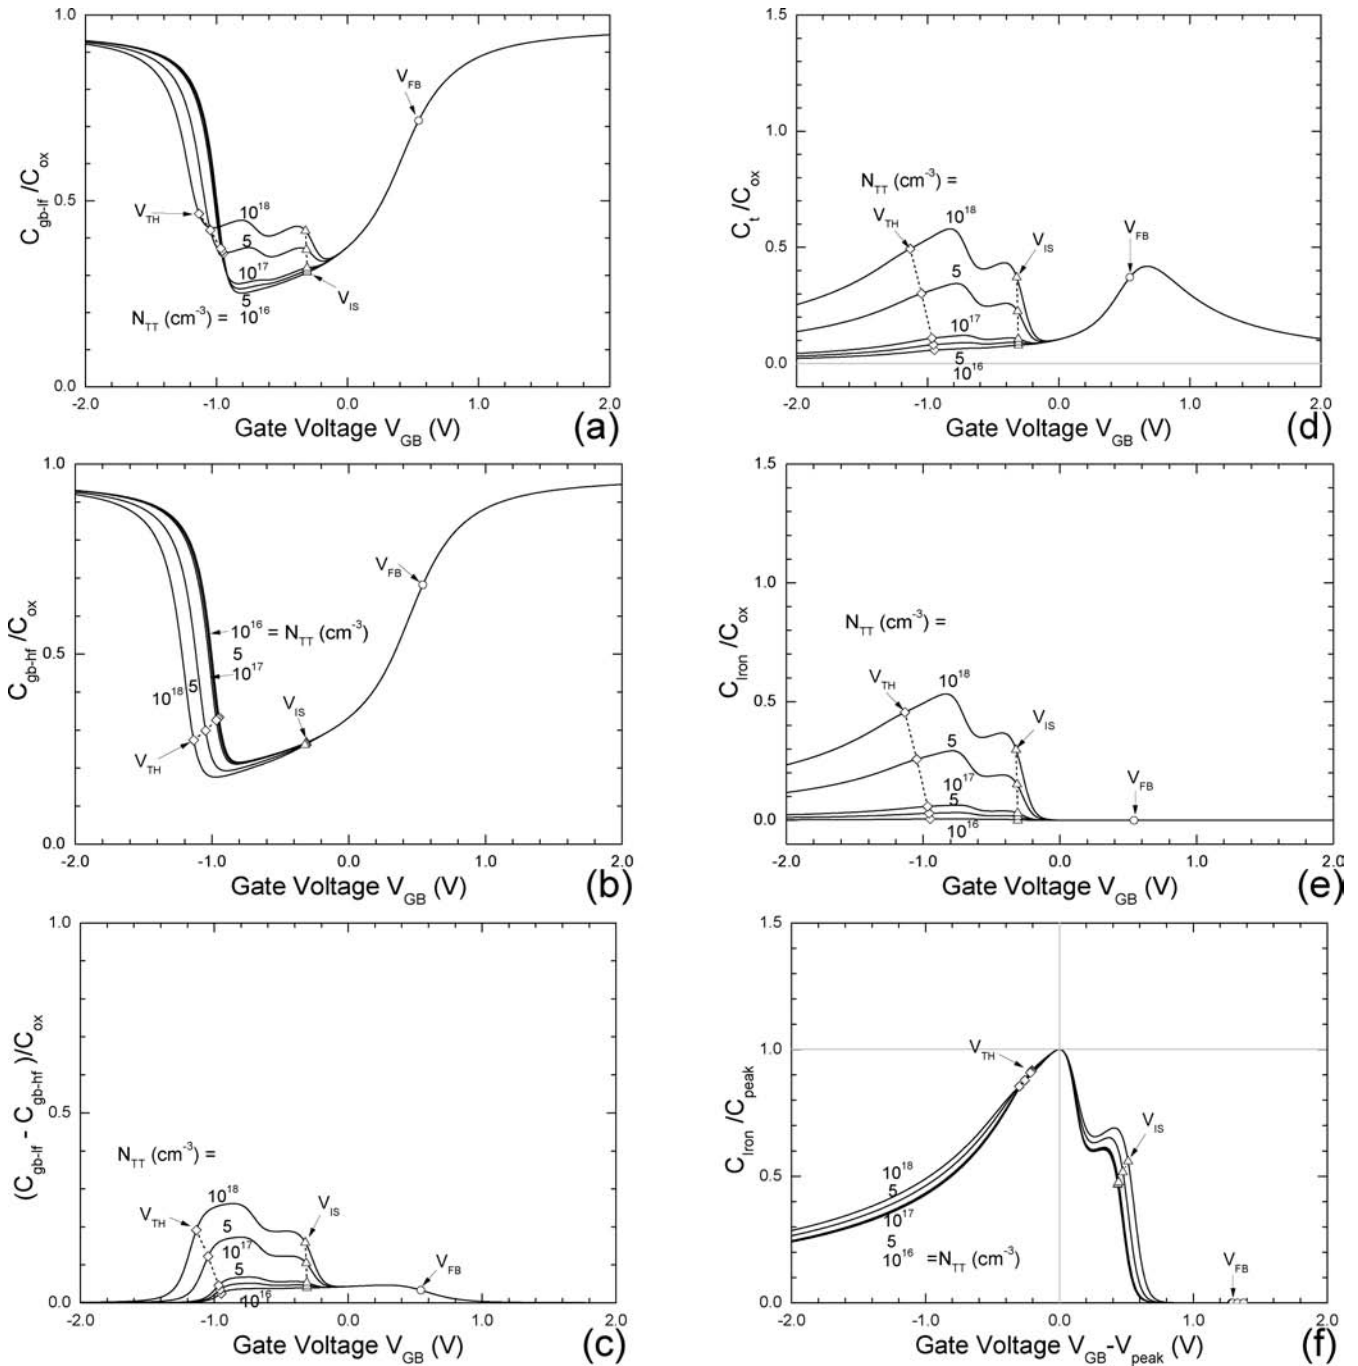 1.0
C_gb-lf /C_ox
0.5
0.0
V_FB
V_TH
10^18
5
10^17
5
N_TT (cm^-3) = 10^16
V_IS
-2.0 -1.0 0.0 1.0 2.0
Gate Voltage V_GB (V)
(a)
1.5
C_t/C_ox
1.0
0.5
0.0
N_TT (cm^-3) =
V_TH
10^18
V_IS
V_FB
5
10^17
5
10^16
-2.0 -1.0 0.0 1.0 2.0
Gate Voltage V_GB (V)
(d)
1.0
C_gb-hf /C_ox
0.5
0.0
V_FB
10^16 = N_TT (cm^-3)
5
10^17
10^18 5
V_IS
V_TH
-2.0 -1.0 0.0 1.0 2.0
Gate Voltage V_GB (V)
(b)
1.5
C_Iron /C_ox
1.0
0.5
0.0
N_TT (cm^-3) =
V_TH
10^18
V_IS
5
10^17
5
10^16
V_FB
-2.0 -1.0 0.0 1.0 2.0
Gate Voltage V_GB (V)
(e)
1.0
(C_gb-lf - C_gb-hf)/C_ox
0.5
0.0
N_TT (cm^-3) =
10^18
V_TH
V_IS
5
10^17
5
10^16
V_FB
-2.0 -1.0 0.0 1.0 2.0
Gate Voltage V_GB (V)
(c)
1.5
C_Iron /C_peak
1.0
0.5
0.0
V_TH
V_IS
10^18
5
10^17
5
10^16 =N_TT (cm^-3)
V_FB
-2.0 -1.0 0.0 1.0 2.0
Gate Voltage V_GB-V_peak (V)
(f)